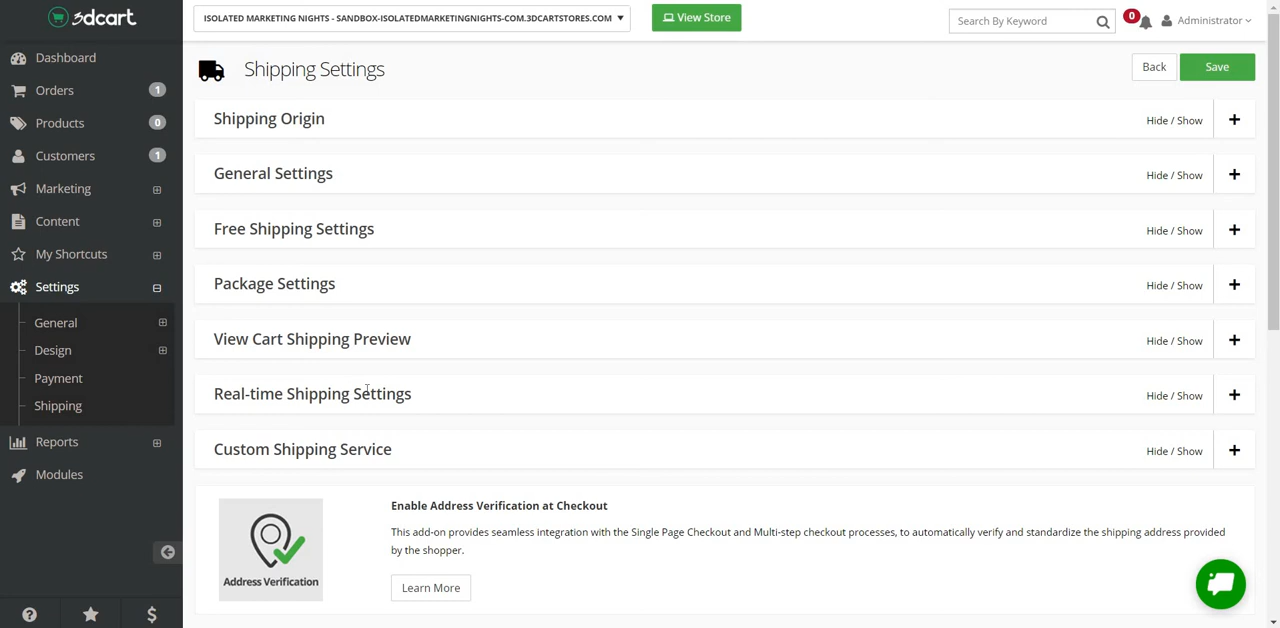 3dcart
ISOLATED MARKETING NIGHTS - SANDBOX-ISOLATEDMARKETINGNIGHTS-COM.3DCARTSTORES.COM
View Store
Search By Keyword
0
Administrator
Dashboard
Orders 1
Products 0
Customers 1
Marketing
Content
My Shortcuts
Settings
General
Design
Payment
Shipping
Reports
Modules
Shipping Settings
Back
Save
Shipping Origin
Hide / Show
General Settings
Hide / Show
Free Shipping Settings
Hide / Show
Package Settings
Hide / Show
View Cart Shipping Preview
Hide / Show
Real-time Shipping Settings
Hide / Show
Custom Shipping Service
Hide / Show
Address Verification
Enable Address Verification at Checkout
This add-on provides seamless integration with the Single Page Checkout and Multi-step checkout processes, to automatically verify and standardize the shipping address provided
by the shopper.
Learn More